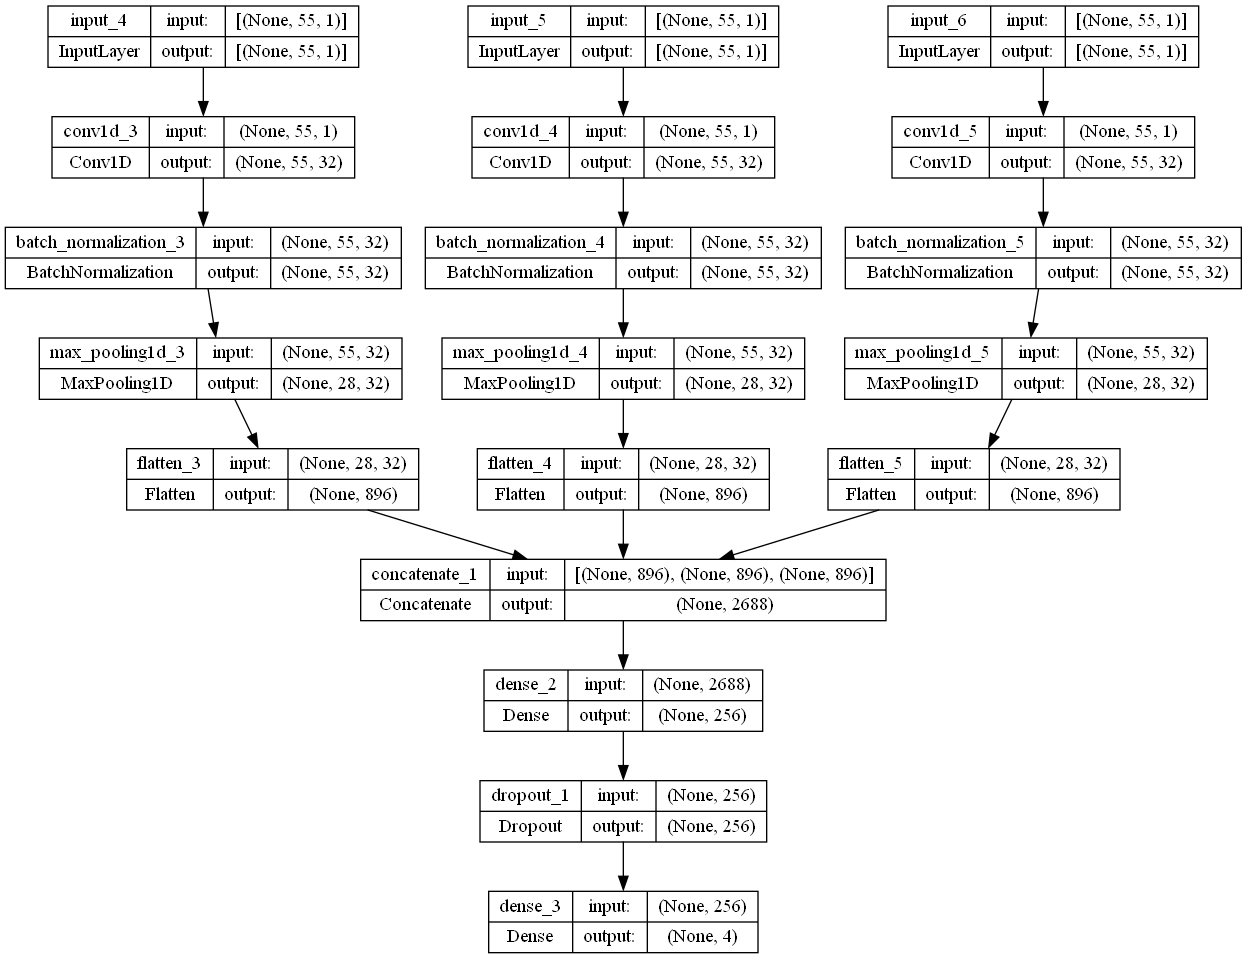 input_4 input: [(None, 55, 1)]
InputLayer output: [(None, 55, 1)]
input_5 input: [(None, 55, 1)]
InputLayer output: [(None, 55, 1)]
input_6 input: [(None, 55, 1)]
InputLayer output: [(None, 55, 1)]
conv1d_3 input: (None, 55, 1)
Conv1D output: (None, 55, 32)
conv1d_4 input: (None, 55, 1)
Conv1D output: (None, 55, 32)
conv1d_5 input: (None, 55, 1)
Conv1D output: (None, 55, 32)
batch_normalization_3 input: (None, 55, 32)
BatchNormalization output: (None, 55, 32)
batch_normalization_4 input: (None, 55, 32)
BatchNormalization output: (None, 55, 32)
batch_normalization_5 input: (None, 55, 32)
BatchNormalization output: (None, 55, 32)
max_pooling1d_3 input: (None, 55, 32)
MaxPooling1D output: (None, 28, 32)
max_pooling1d_4 input: (None, 55, 32)
MaxPooling1D output: (None, 28, 32)
max_pooling1d_5 input: (None, 55, 32)
MaxPooling1D output: (None, 28, 32)
flatten_3 input: (None, 28, 32)
Flatten output: (None, 896)
flatten_4 input: (None, 28, 32)
Flatten output: (None, 896)
flatten_5 input: (None, 28, 32)
Flatten output: (None, 896)
concatenate_1 input: [(None, 896), (None, 896), (None, 896)]
Concatenate output: (None, 2688)
dense_2 input: (None, 2688)
Dense output: (None, 256)
dropout_1 input: (None, 256)
Dropout output: (None, 256)
dense_3 input: (None, 256)
Dense output: (None, 4)